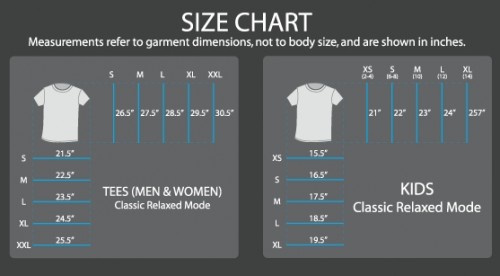 SIZE CHART
Measurements refer to garment dimensions, not to body size, and are shown in inches.
S M L XL XXL
26.5" 27.5" 28.5" 29.5" 30.5"
S 21.5"
M 22.5"
L 23.5"
XL 24.5"
XXL 25.5"
TEES (MEN & WOMEN)
Classic Relaxed Mode
XS S M L XL
(2-4) (6-8) (10) (12) (14)
21" 22" 23" 24" 257"
XS 15.5"
S 16.5"
M 17.5"
L 18.5"
XL 19.5"
KIDS
Classic Relaxed Mode